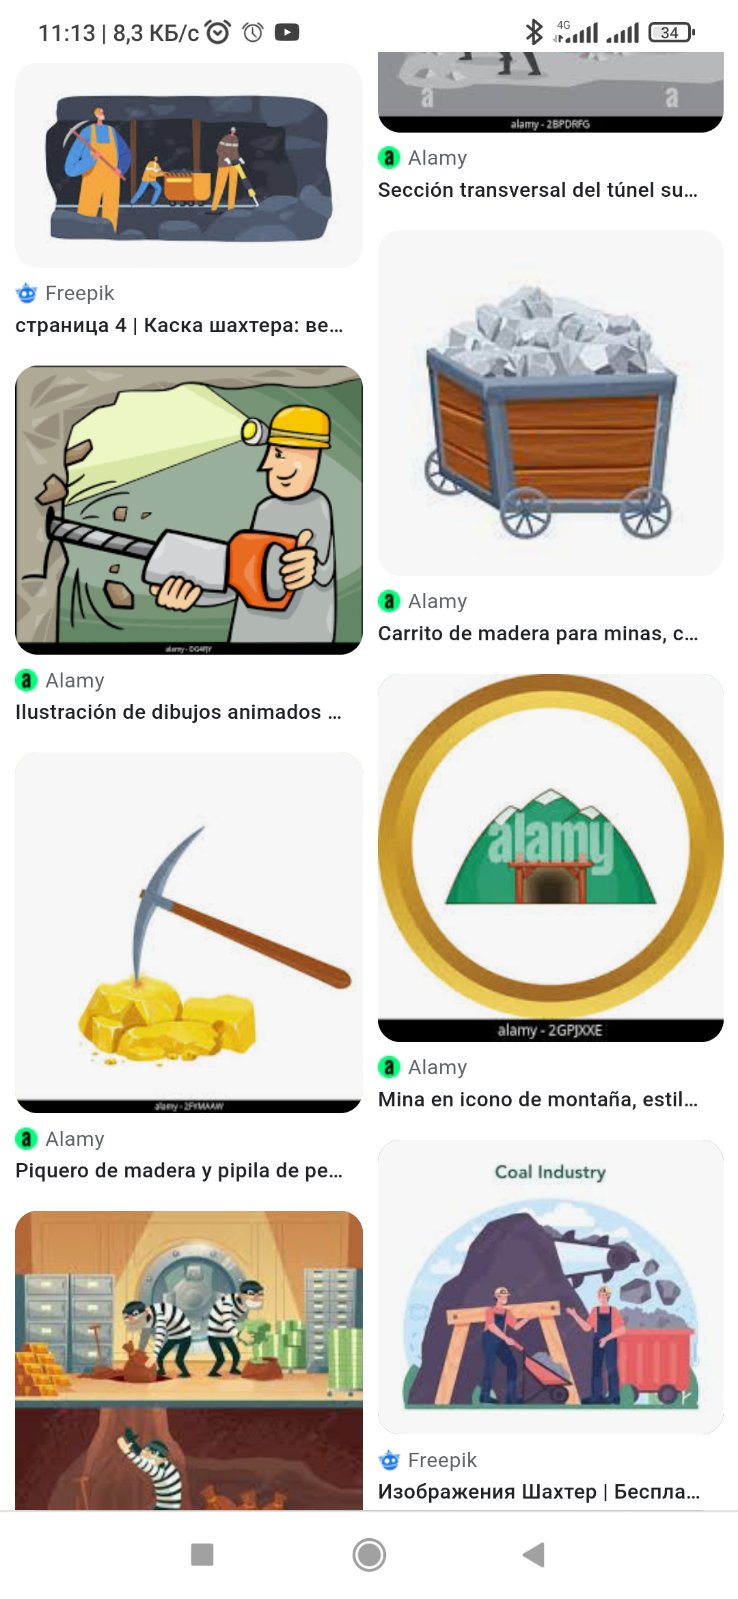 11:13 | 8,3 КБ/с
4G
34
Freepik
страница 4 | Каска шахтера: ве...
alamy - DG4FJY
Alamy
Ilustración de dibujos animados ...
alamy - 2FYMAAW
Alamy
Piquero de madera y pipila de pe...
a a
alamy - 2BPDRFG
Alamy
Sección transversal del túnel su...
Alamy
Carrito de madera para minas, c...
alamy
alamy - 2GPJXXE
Alamy
Mina en icono de montaña, estil...
Coal Industry
Freepik
Изображения Шахтер | Беспла...